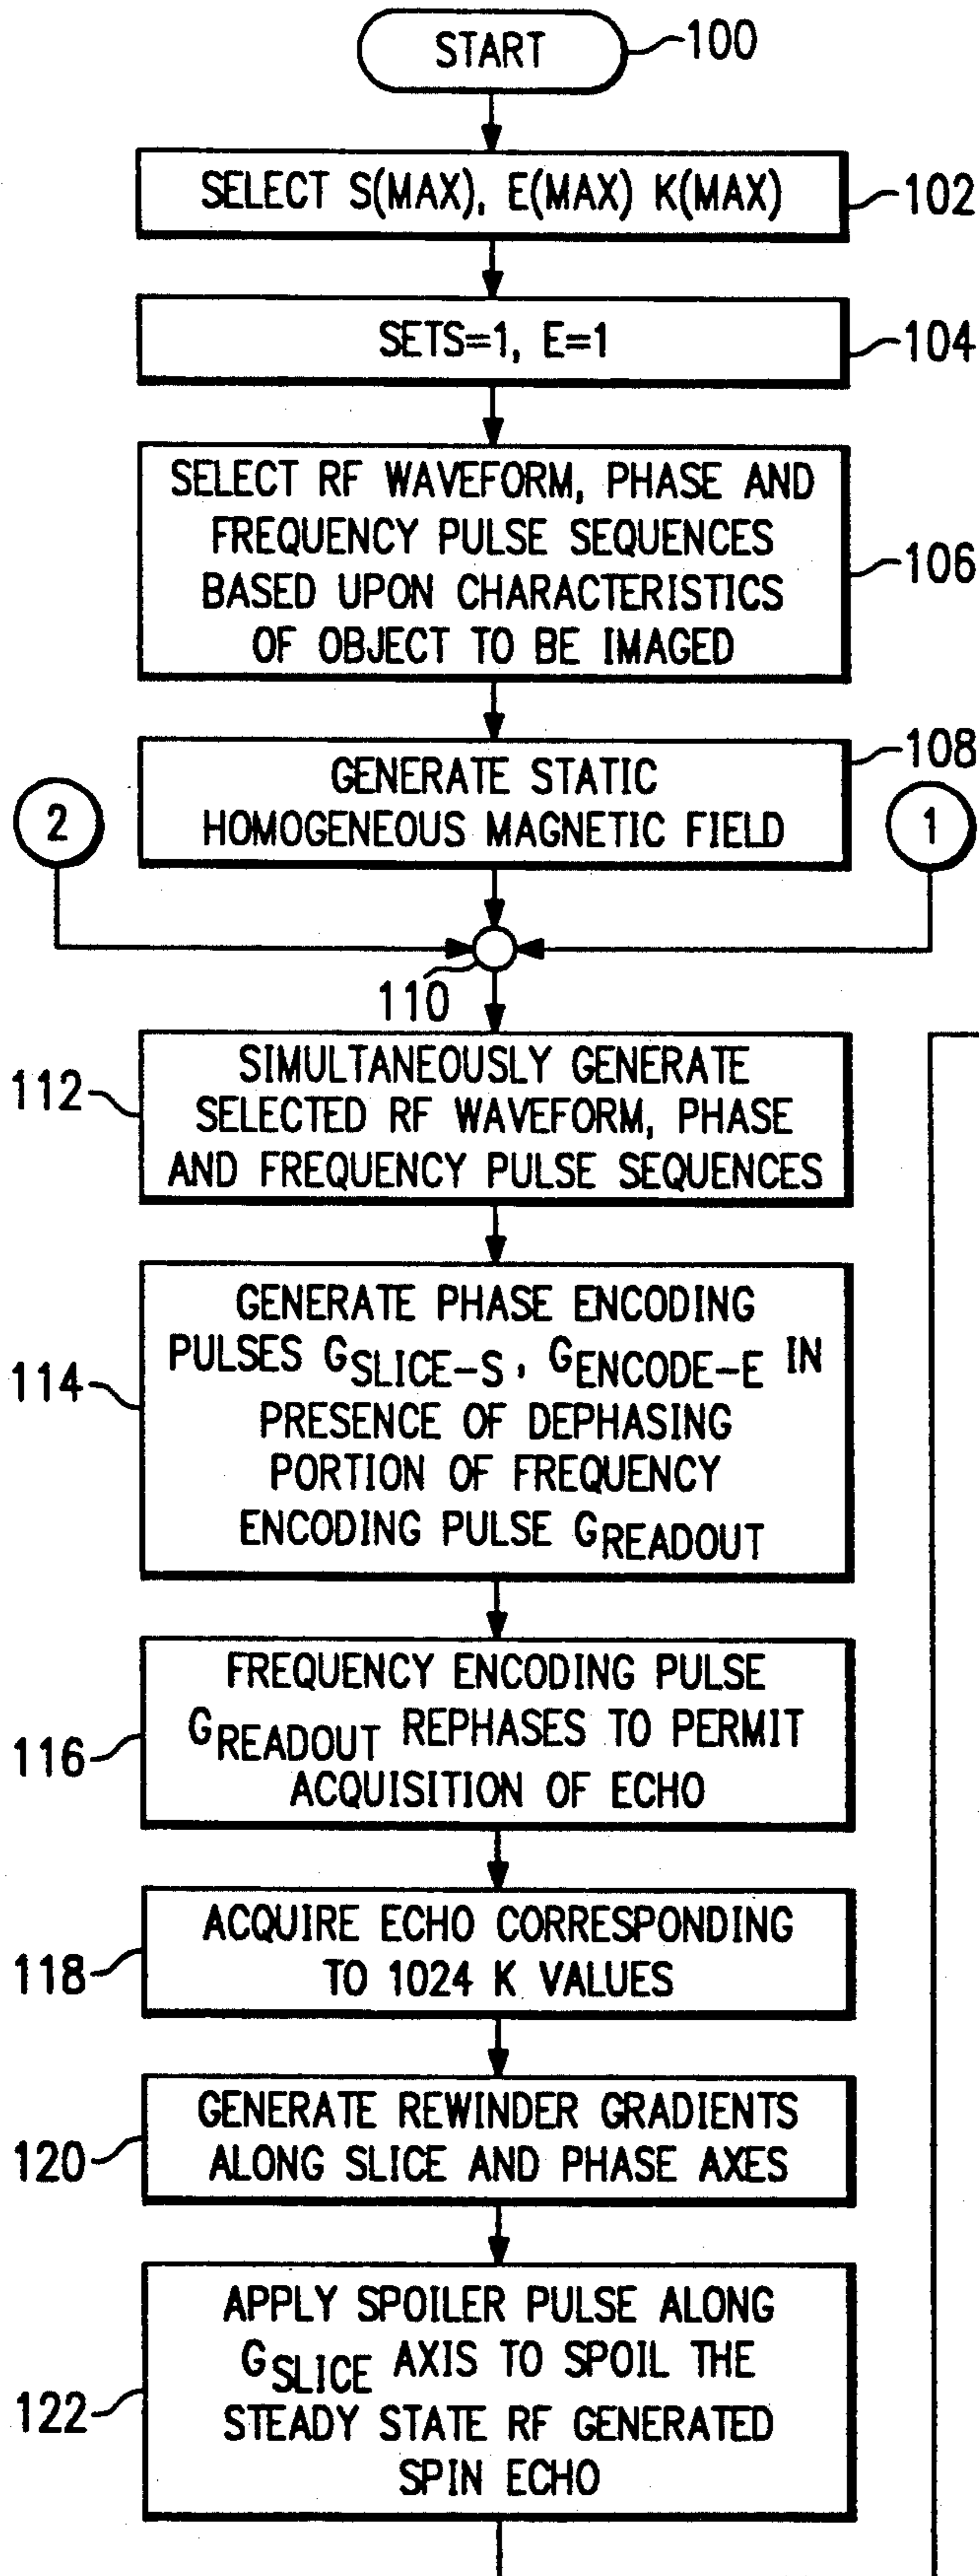 START
100
SELECT S(MAX), E(MAX) K(MAX)
102
SETS=1, E=1
104
SELECT RF WAVEFORM, PHASE AND
FREQUENCY PULSE SEQUENCES
BASED UPON CHARACTERISTICS
OF OBJECT TO BE IMAGED
106
GENERATE STATIC
HOMOGENEOUS MAGNETIC FIELD
108
2
1
110
SIMULTANEOUSLY GENERATE
SELECTED RF WAVEFORM, PHASE
AND FREQUENCY PULSE SEQUENCES
112
GENERATE PHASE ENCODING
PULSES GSLICE-S, GENCODE-E IN
PRESENCE OF DEPHASING
PORTION OF FREQUENCY
ENCODING PULSE GREADOUT
114
FREQUENCY ENCODING PULSE
GREADOUT REPHASES TO PERMIT
ACQUISITION OF ECHO
116
ACQUIRE ECHO CORRESPONDING
TO 1024 K VALUES
118
GENERATE REWINDER GRADIENTS
ALONG SLICE AND PHASE AXES
120
APPLY SPOILER PULSE ALONG
GSLICE AXIS TO SPOIL THE
STEADY STATE RF GENERATED
SPIN ECHO
122